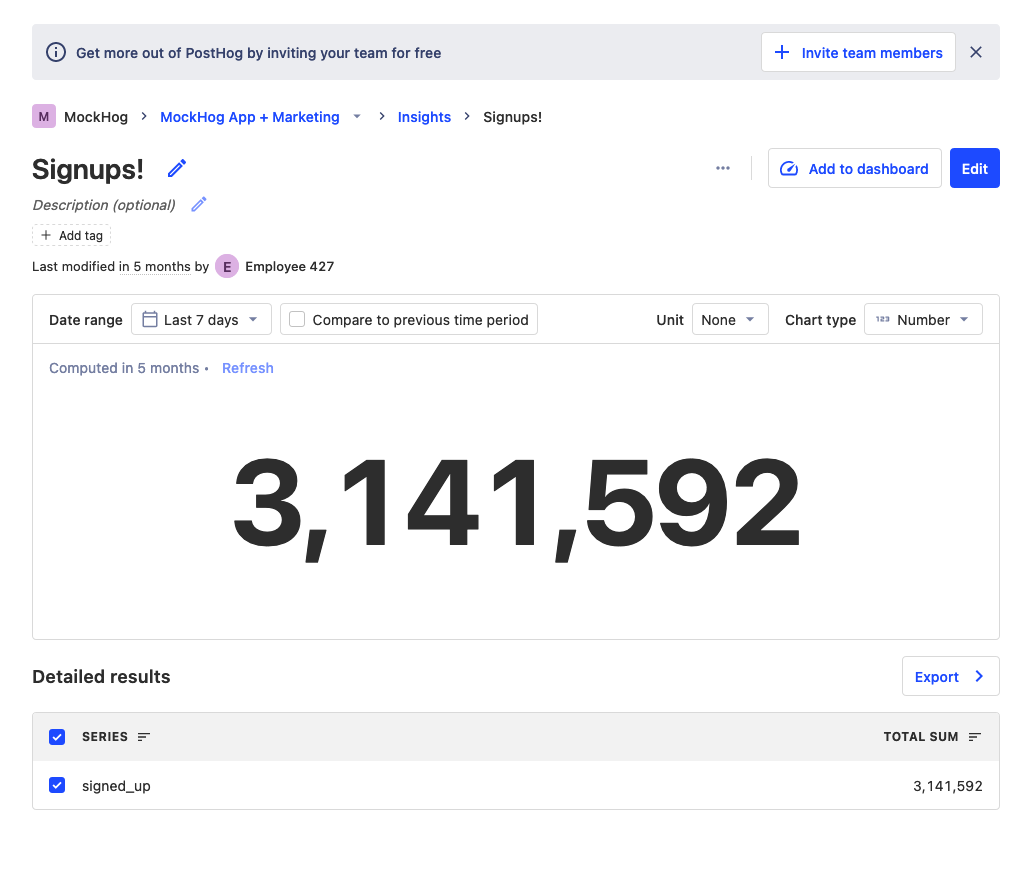 Get more out of PostHog by inviting your team for free
Invite team members
M MockHog > MockHog App + Marketing > Insights > Signups!
Signups!
Add to dashboard
Edit
Description (optional)
+ Add tag
Last modified in 5 months by E Employee 427
Date range Last 7 days Compare to previous time period Unit None Chart type 123 Number
Computed in 5 months • Refresh
3,141,592
Detailed results
Export
SERIES TOTAL SUM
signed_up 3,141,592